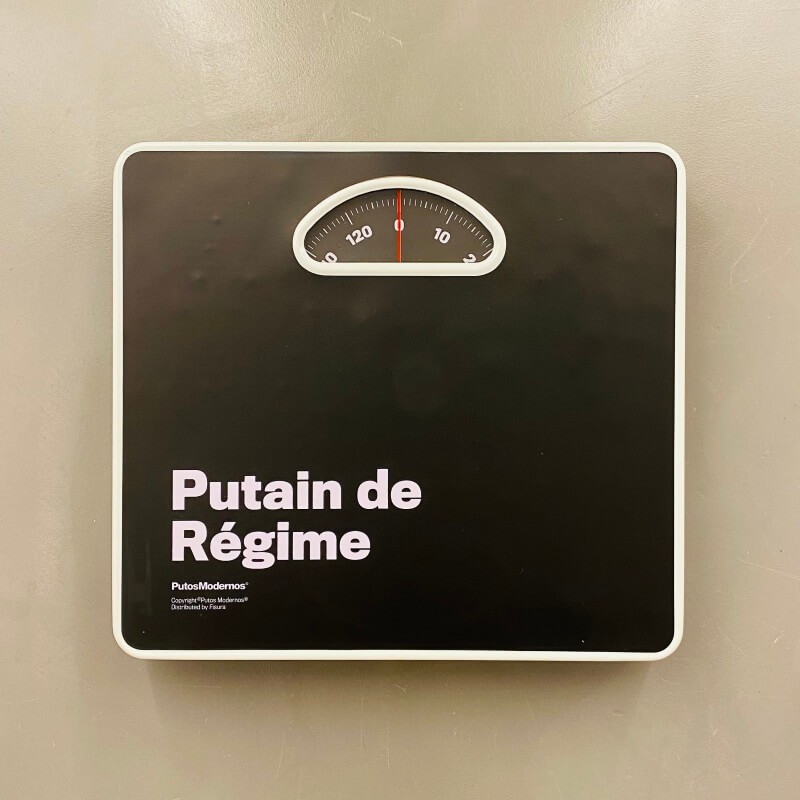 120 0 10
Putain de
Régime
PutosModernos®
Copyright®Putos Modernos®
Distributed by Fisura